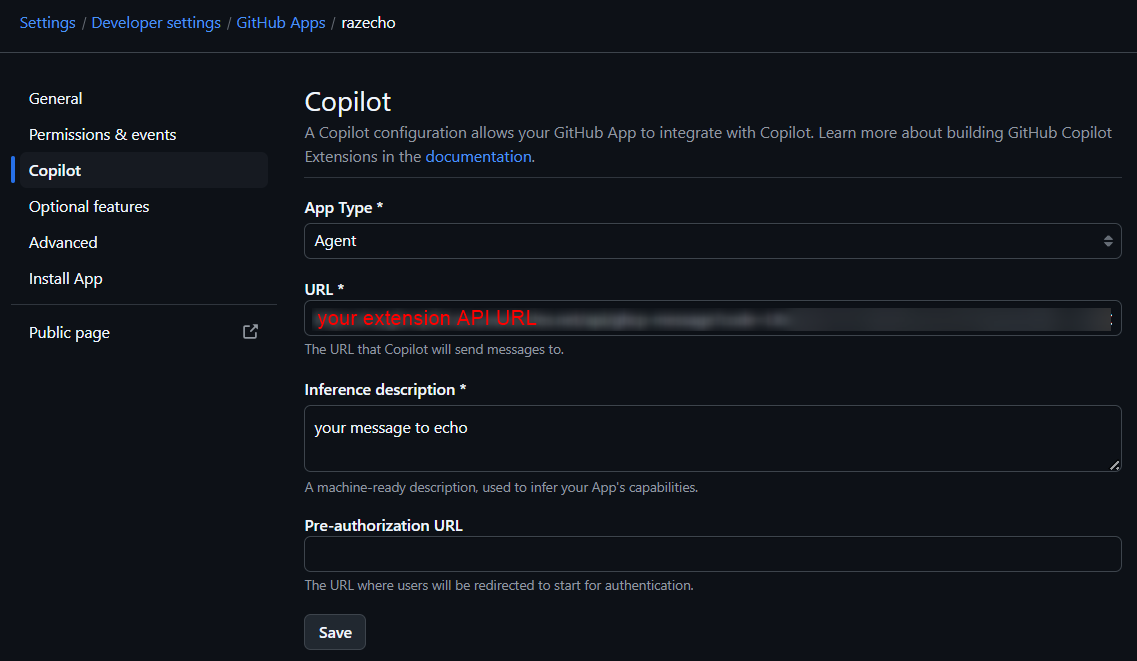 Settings / Developer settings / GitHub Apps / razecho
General
Permissions & events
Copilot
Optional features
Advanced
Install App
Public page
Copilot
A Copilot configuration allows your GitHub App to integrate with Copilot. Learn more about building GitHub Copilot
Extensions in the documentation.
App Type *
Agent
URL *
your extension API URL
The URL that Copilot will send messages to.
Inference description *
your message to echo
A machine-ready description, used to infer your App's capabilities.
Pre-authorization URL
The URL where users will be redirected to start for authentication.
Save